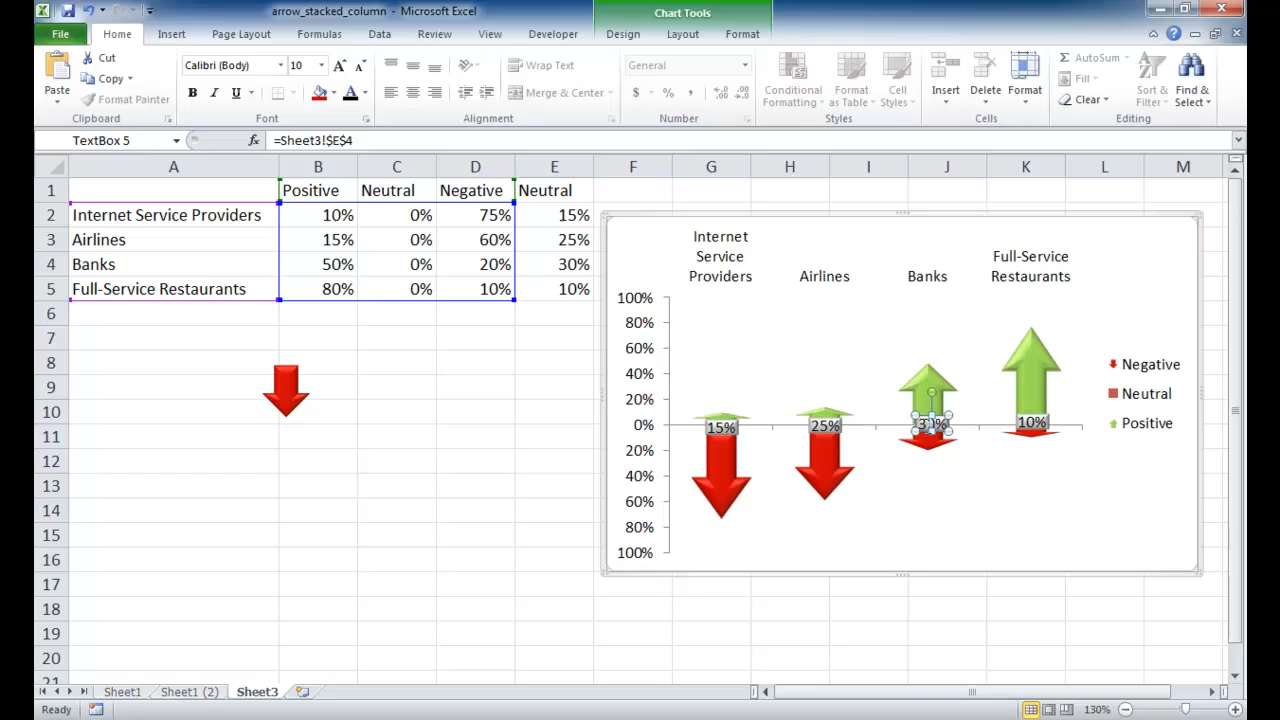 arrow_stacked_column - Microsoft Excel
Chart Tools
File Home Insert Page Layout Formulas Data Review View Developer Design Layout Format
Paste
Cut
Copy
Format Painter
Clipboard
Calibri (Body) 10
B I U
Font
Wrap Text
Merge & Center
Alignment
General
$ % ,
Number
Conditional Formatting
Format as Table
Cell Styles
Styles
Insert Delete Format
Cells
AutoSum
Fill
Clear
Sort & Filter
Find & Select
Editing
TextBox 5 fx =Sheet3!$E$4
A B C D E F G H I J K L M
1 Positive Neutral Negative Neutral
2 Internet Service Providers 10% 0% 75% 15%
3 Airlines 15% 0% 60% 25%
4 Banks 50% 0% 20% 30%
5 Full-Service Restaurants 80% 0% 10% 10%
6
7
8
9
10
11
12
13
14
15
16
17
18
19
20
21
Internet
Service
Providers
Airlines
Banks
Full-Service
Restaurants
100%
80%
60%
40%
20%
0%
20%
40%
60%
80%
100%
15% 25% 30% 10%
Negative
Neutral
Positive
Sheet1 Sheet1 (2) Sheet3
Ready 130%